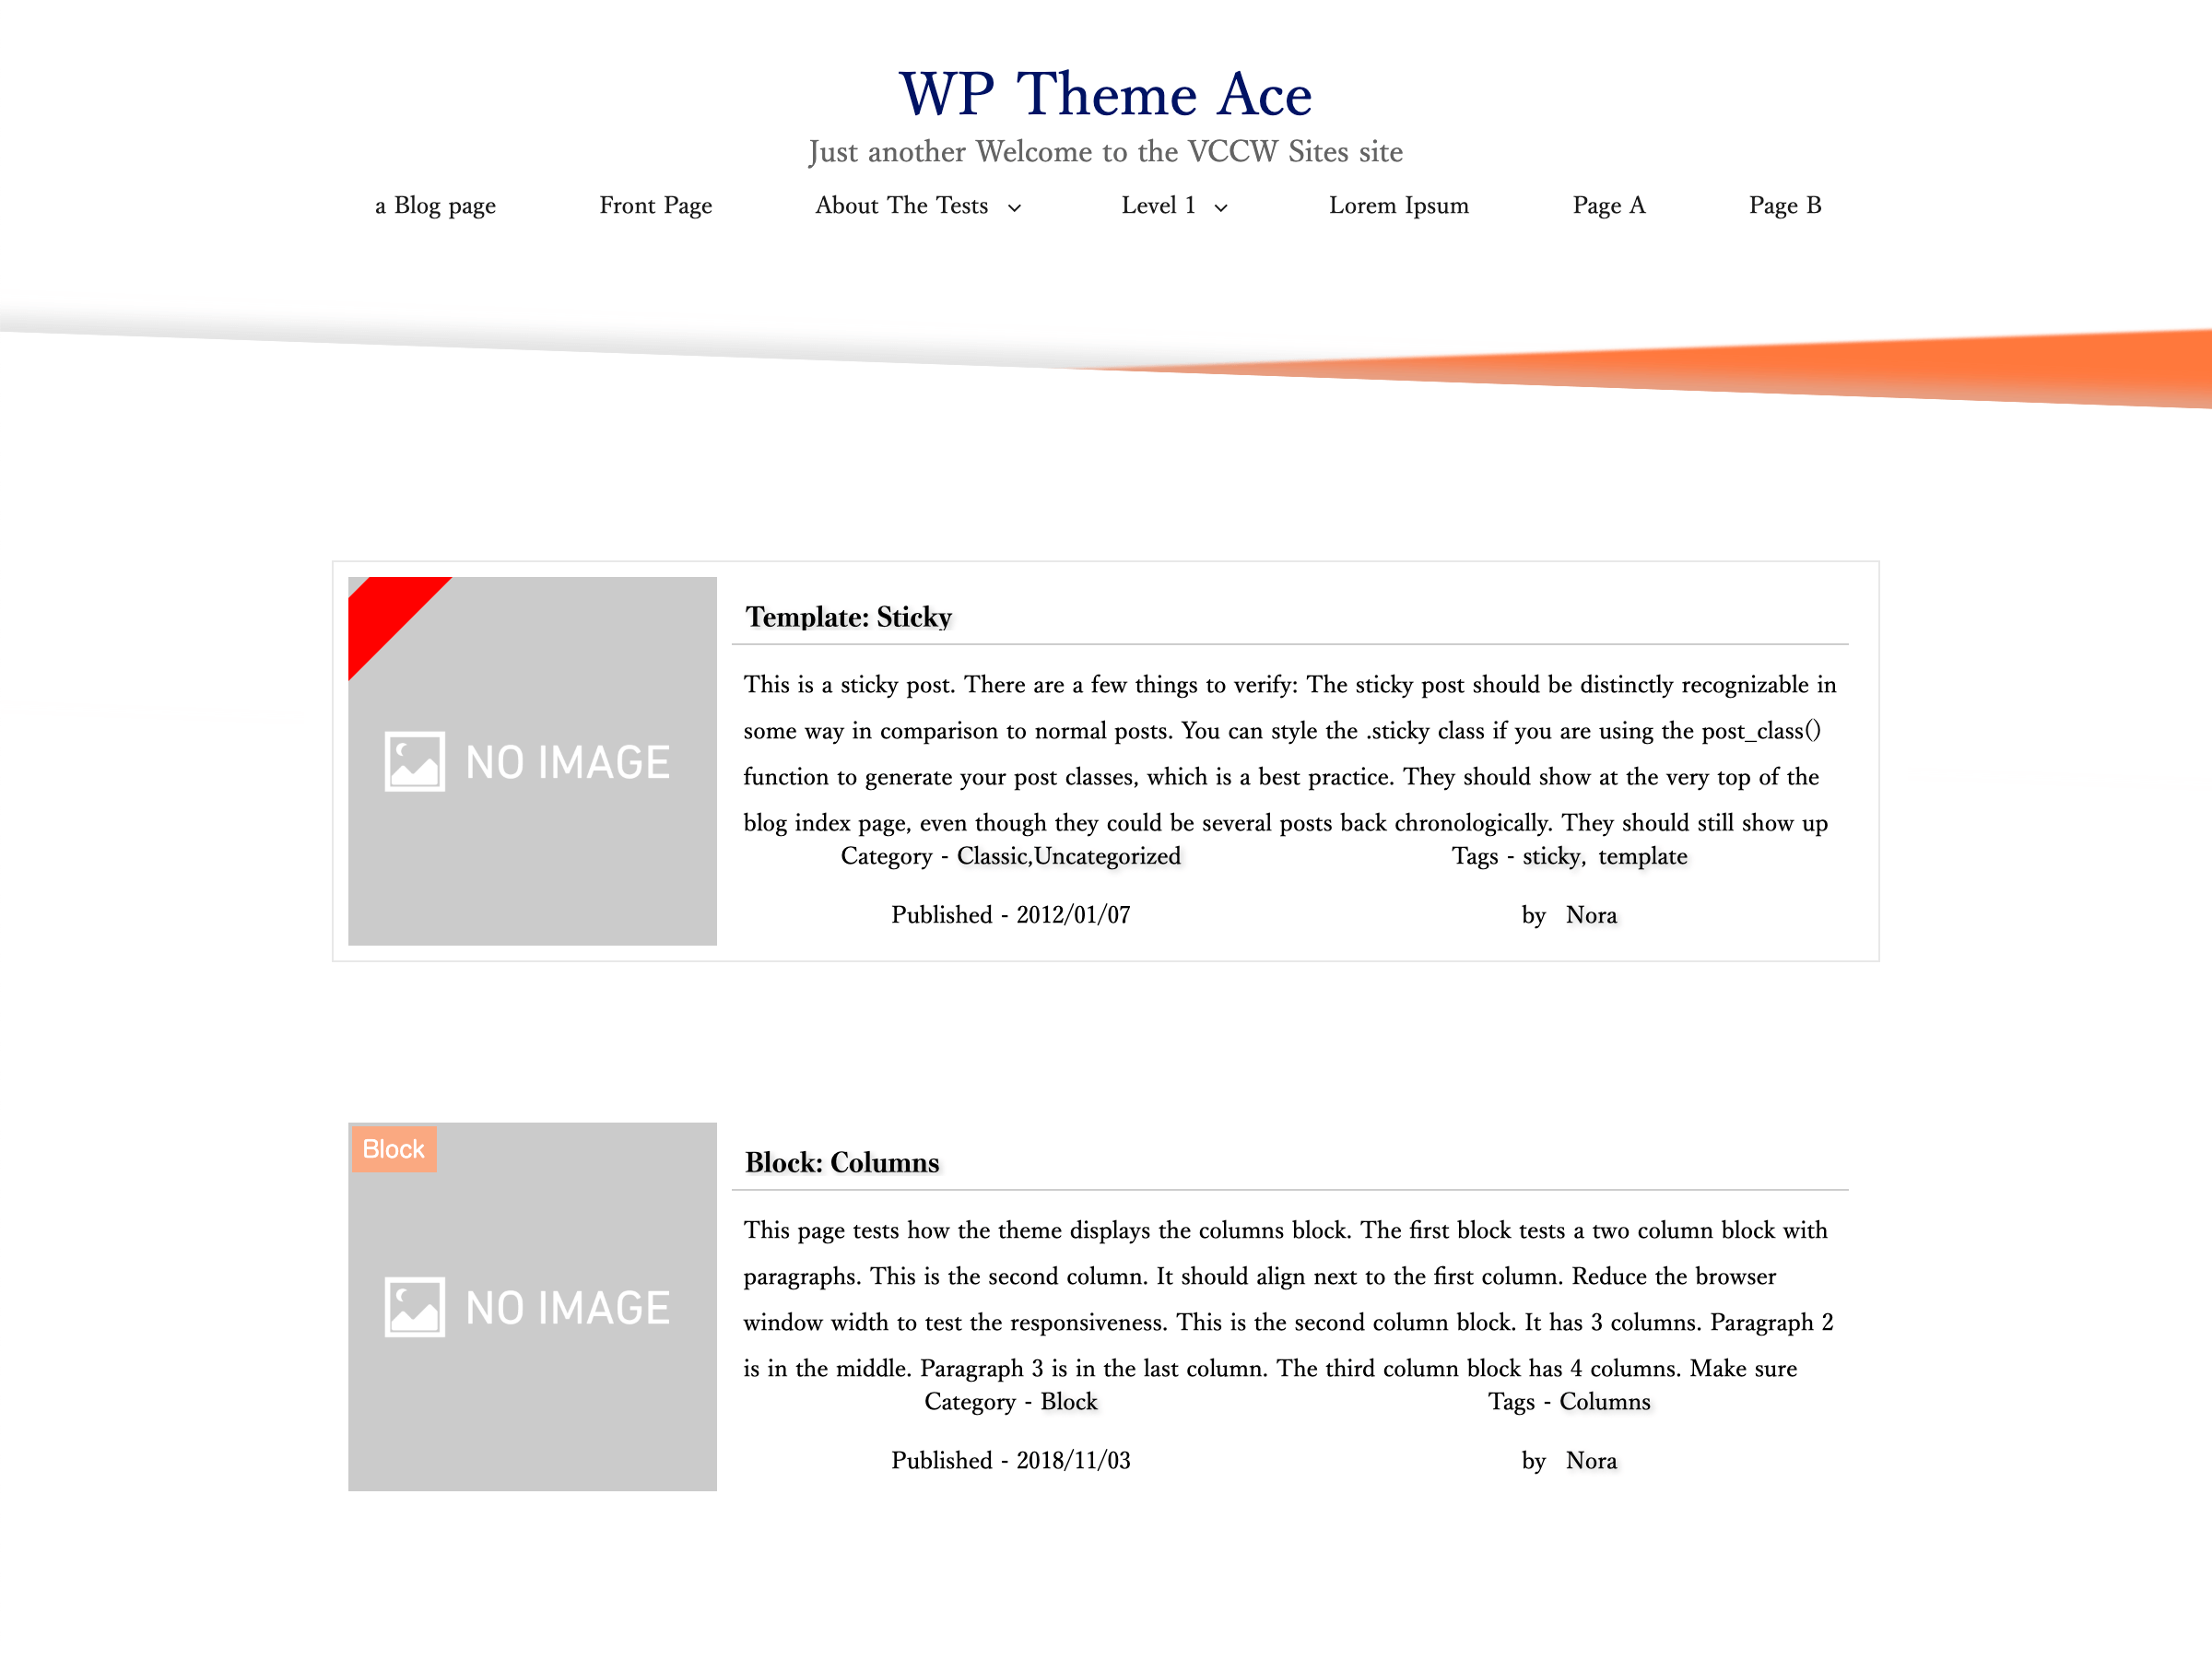 WP Theme Ace
Just another Welcome to the VCCW Sites site
a Blog page Front Page About The Tests Level 1 Lorem Ipsum Page A Page B
Template: Sticky
This is a sticky post. There are a few things to verify: The sticky post should be distinctly recognizable in
some way in comparison to normal posts. You can style the .sticky class if you are using the post_class()
NO IMAGE
function to generate your post classes, which is a best practice. They should show at the very top of the
blog index page, even though they could be several posts back chronologically. They should still show up
Category - Classic,Uncategorized Tags - sticky, template
Published - 2012/01/07 by Nora
Block
Block: Columns
This page tests how the theme displays the columns block. The first block tests a two column block with
paragraphs. This is the second column. It should align next to the first column. Reduce the browser
NO IMAGE
window width to test the responsiveness. This is the second column block. It has 3 columns. Paragraph 2
is in the middle. Paragraph 3 is in the last column. The third column block has 4 columns. Make sure
Category - Block Tags - Columns
Published - 2018/11/03 by Nora